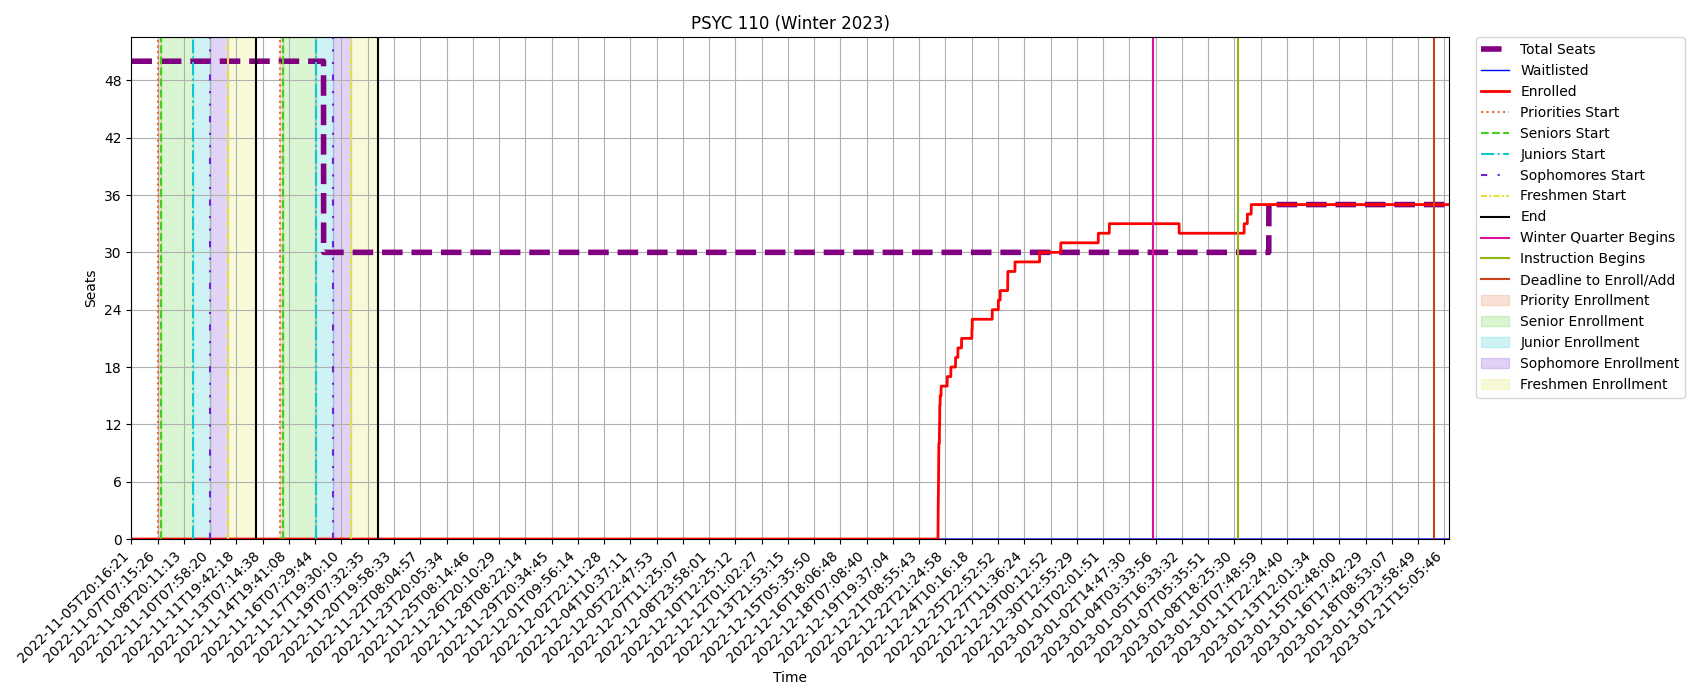 PSYC 110 (Winter 2023)
Seats
48
42
36
30
24
18
12
6
0
2022-11-05T20:16:21
2022-11-07T07:15:26
2022-11-08T20:11:13
2022-11-10T07:58:20
2022-11-11T19:42:18
2022-11-13T07:14:38
2022-11-14T19:41:08
2022-11-16T07:29:44
2022-11-17T19:30:10
2022-11-19T07:32:35
2022-11-20T19:58:33
2022-11-22T08:04:57
2022-11-23T20:05:34
2022-11-25T08:14:46
2022-11-26T20:10:29
2022-11-28T08:22:14
2022-11-29T20:34:45
2022-12-01T09:56:14
2022-12-02T22:11:28
2022-12-04T10:37:11
2022-12-05T22:47:53
2022-12-07T11:25:07
2022-12-08T23:58:01
2022-12-10T12:25:12
2022-12-12T01:02:27
2022-12-13T21:53:15
2022-12-15T05:35:50
2022-12-16T18:06:48
2022-12-19T07:08:40
2022-12-19T19:37:04
2022-12-21T08:55:43
2022-12-22T21:24:58
2022-12-24T10:16:18
2022-12-25T22:52:52
2022-12-27T11:36:24
2022-12-29T00:12:52
2022-12-30T12:55:29
2023-01-01T02:01:51
2023-01-02T14:47:30
2023-01-04T03:33:56
2023-01-05T16:33:32
2023-01-07T05:35:51
2023-01-08T18:25:30
2023-01-10T07:48:59
2023-01-11T22:24:40
2023-01-13T12:01:34
2023-01-15T02:48:00
2023-01-16T17:42:29
2023-01-18T08:53:07
2023-01-19T23:58:49
2023-01-21T15:05:46
Time
Total Seats
Waitlisted
Enrolled
Priorities Start
Seniors Start
Juniors Start
Sophomores Start
Freshmen Start
End
Winter Quarter Begins
Instruction Begins
Deadline to Enroll/Add
Priority Enrollment
Senior Enrollment
Junior Enrollment
Sophomore Enrollment
Freshmen Enrollment